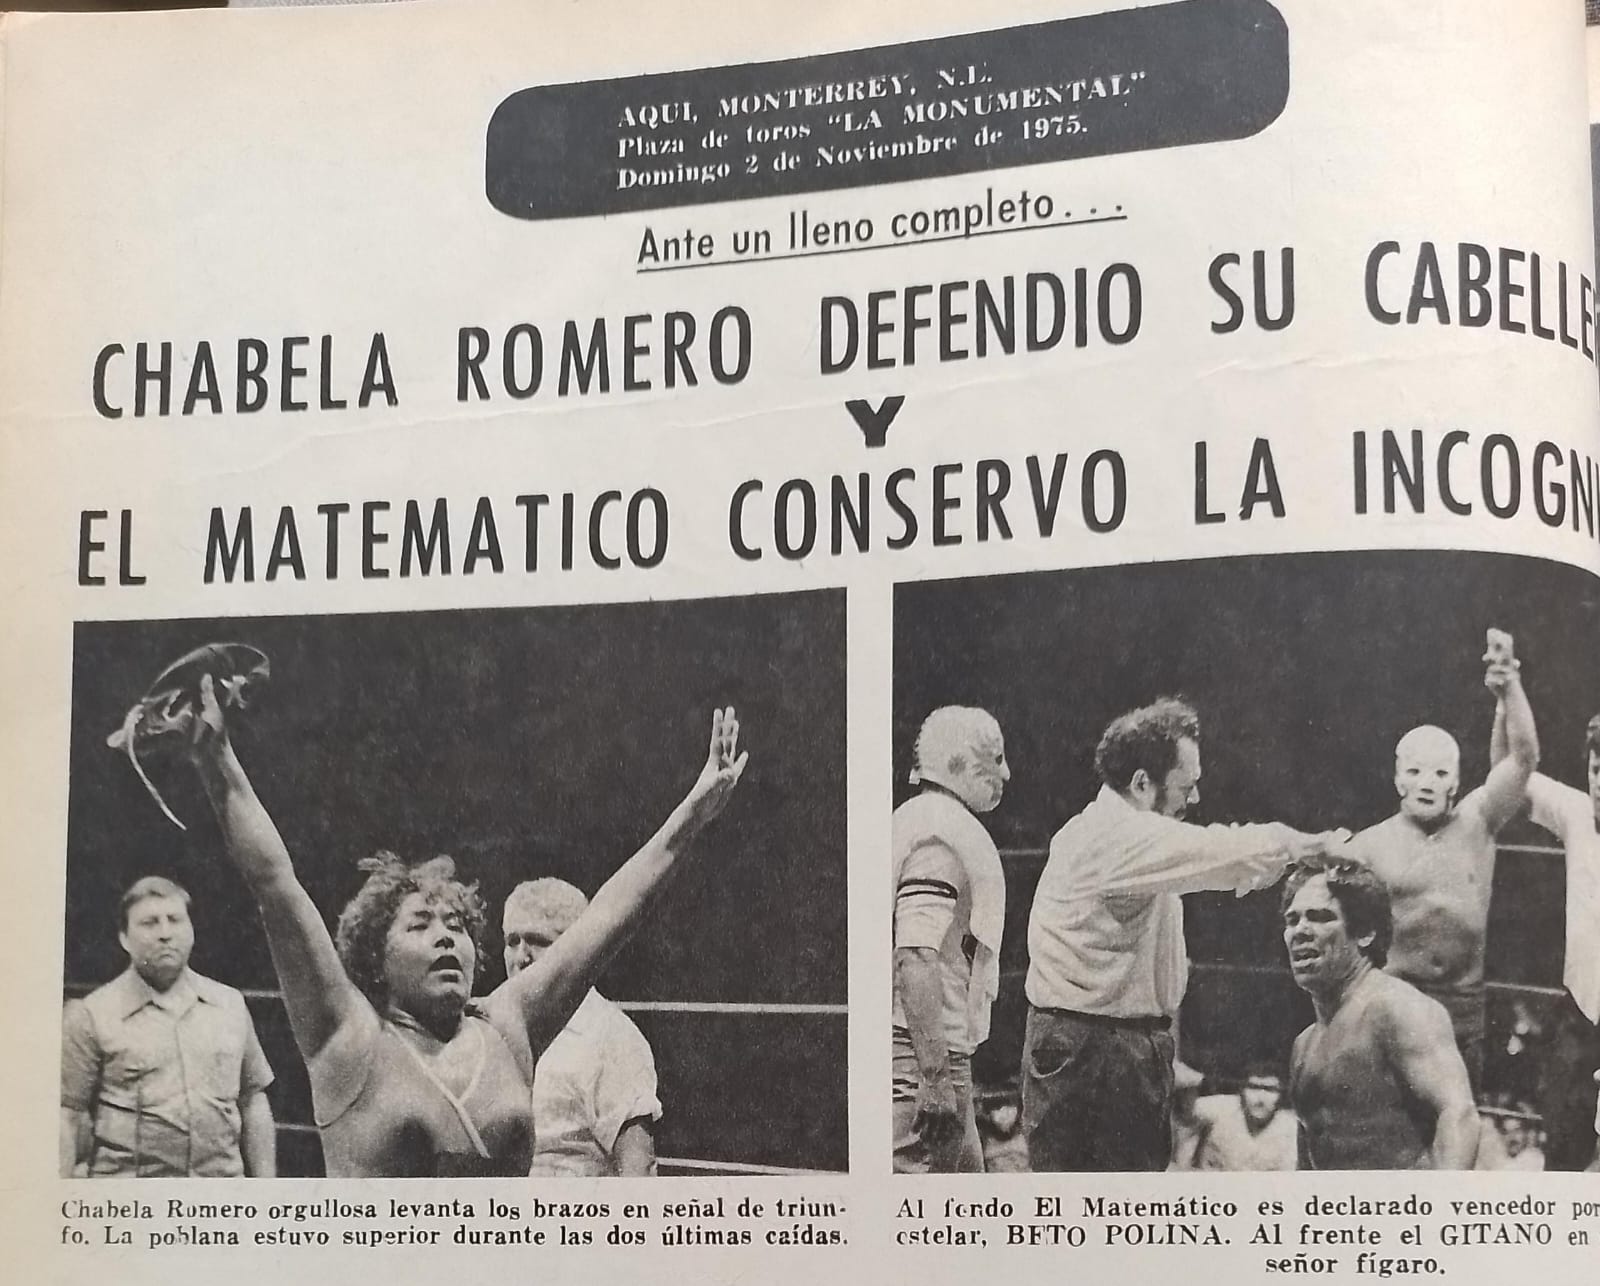 AQUI, MONTERREY, N.L.
Plaza de toros "LA MONUMENTAL"
Domingo 2 de Noviembre de 1975.
Ante un lleno completo...
CHABELA ROMERO DEFENDIO SU CABELLE
Y
EL MATEMATICO CONSERVO LA INCOGNI
Chabela Romero orgullosa levanta los brazos en señal de triun-
fo. La poblana estuvo superior durante las dos últimas caídas.
Al fondo El Matemático es declarado vencedor por
estelar, BETO POLINA. Al frente el GITANO en
señor fígaro.